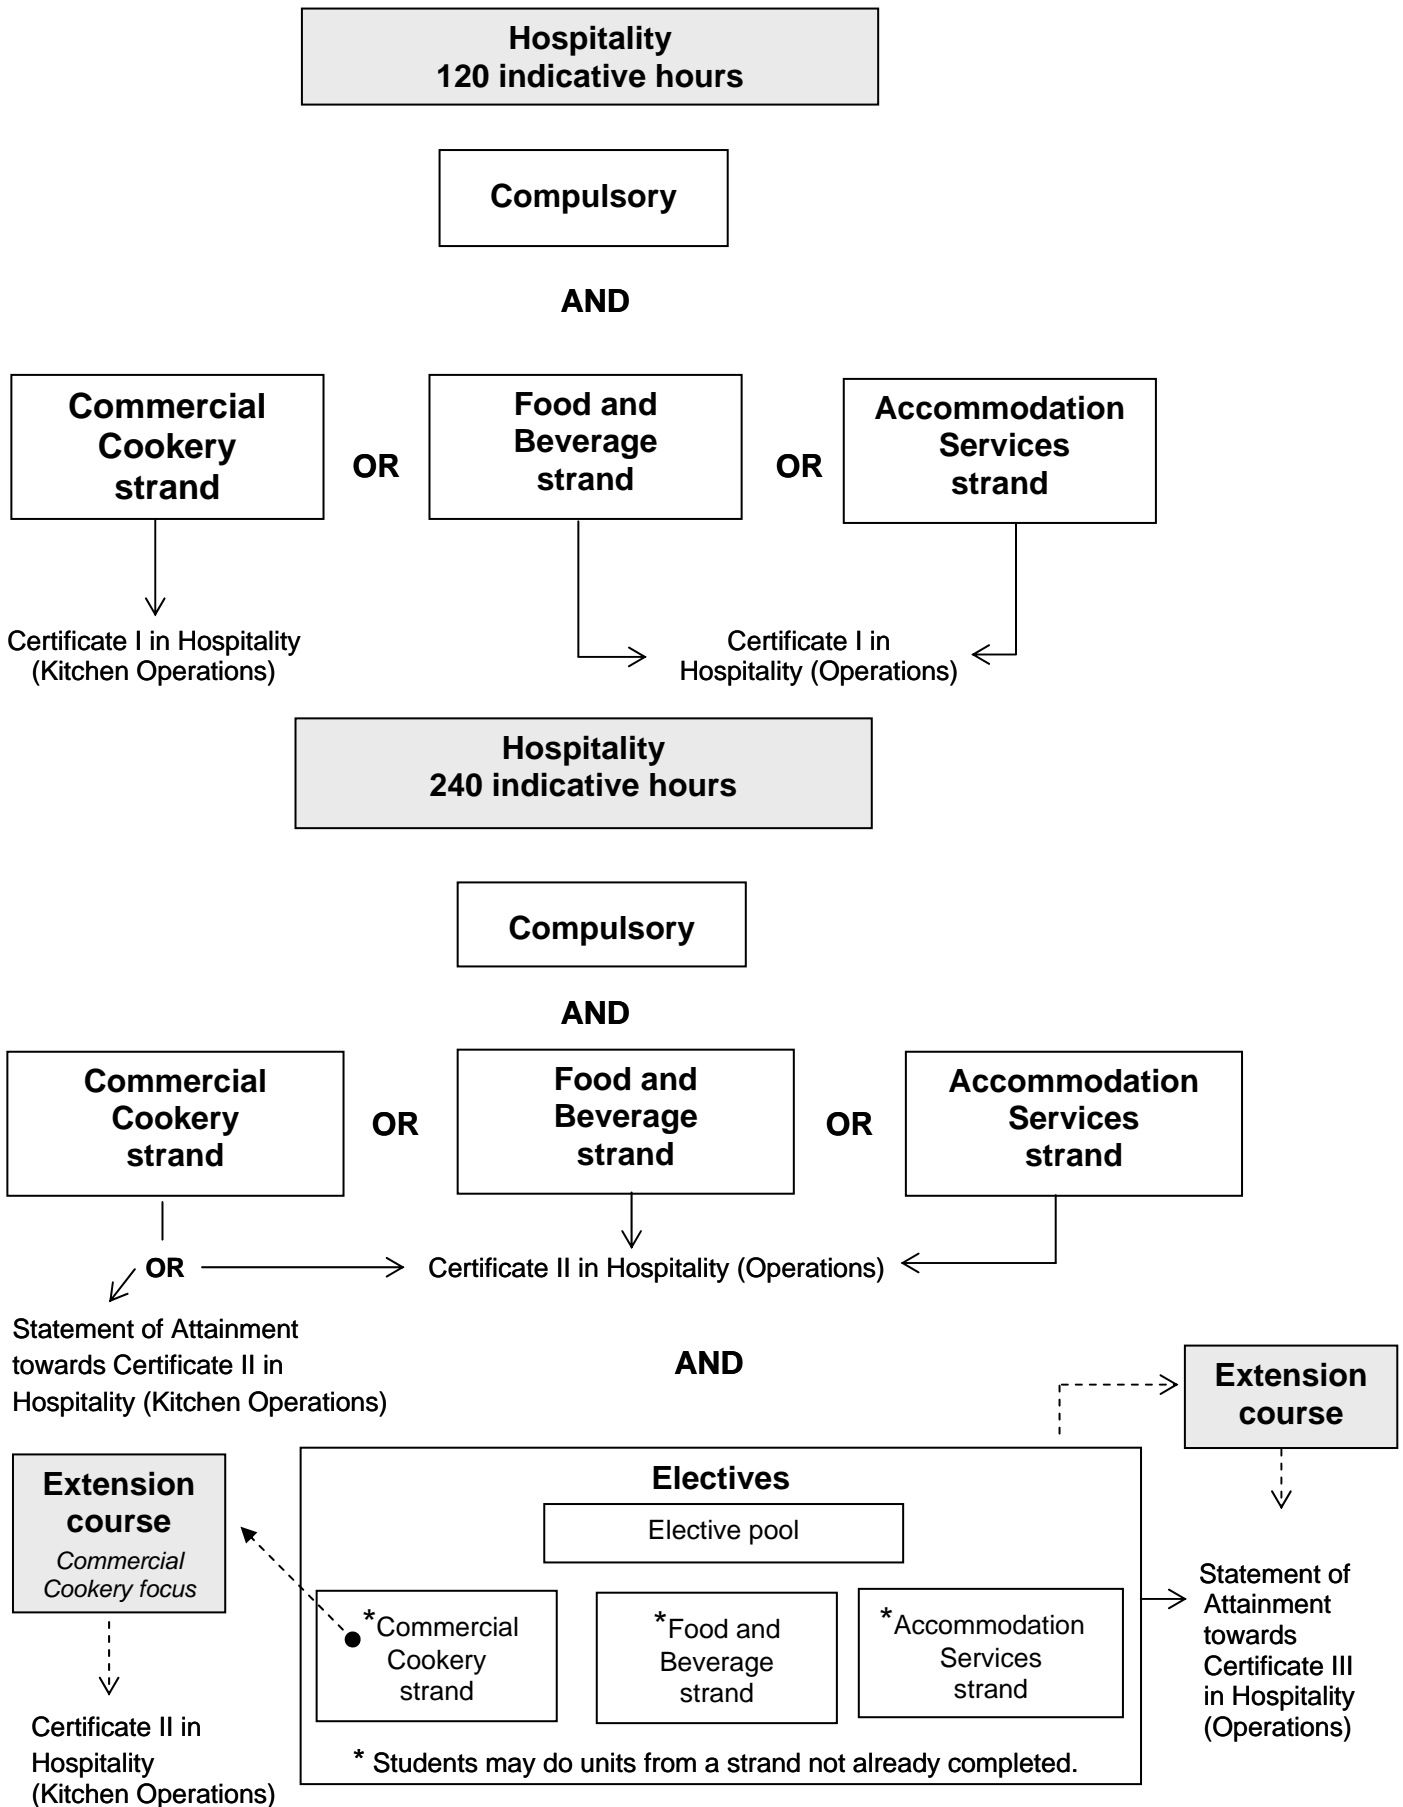 Hospitality
120 indicative hours
Compulsory
AND
Commercial
Cookery
strand
OR
Food and
Beverage
strand
OR
Accommodation
Services
strand
Certificate I in Hospitality
(Kitchen Operations)
Certificate I in
Hospitality (Operations)
Hospitality
240 indicative hours
Compulsory
AND
Commercial
Cookery
strand
OR
Food and
Beverage
strand
OR
Accommodation
Services
strand
OR
Certificate II in Hospitality (Operations)
Statement of Attainment
towards Certificate II in
Hospitality (Kitchen Operations)
AND
Extension
course
Extension
course
Commercial
Cookery focus
Certificate II in
Hospitality
(Kitchen Operations)
Electives
Elective pool
*Commercial
Cookery
strand
*Food and
Beverage
strand
*Accommodation
Services
strand
* Students may do units from a strand not already completed.
Statement of
Attainment
towards
Certificate III
in Hospitality
(Operations)